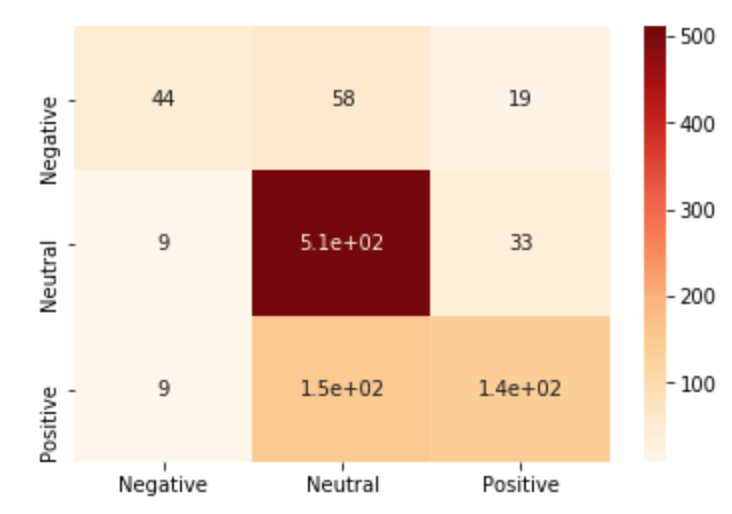 Negative 44 58 19
Neutral 9 5.1e+02 33
Positive 9 1.5e+02 1.4e+02
Negative Neutral Positive
500
400
300
200
100